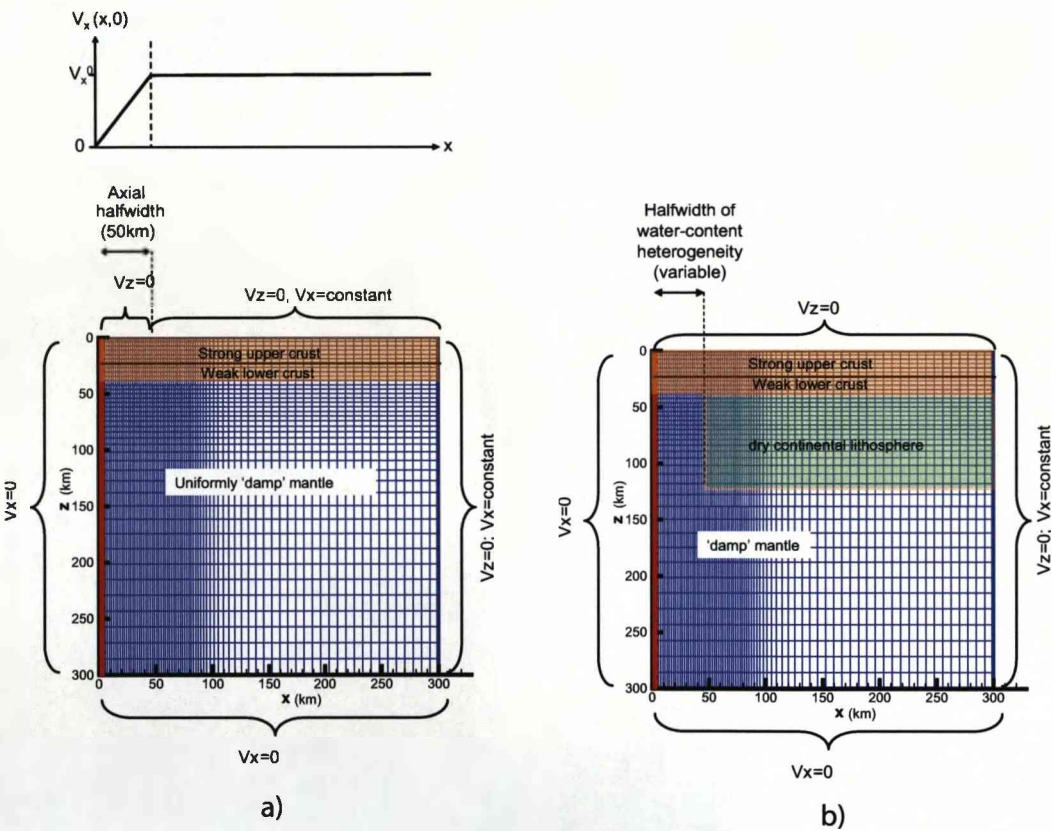 Vx (x,0)
Vx0
0
x
Axial
halfwidth
(50km)
Vz=0
Vz=0, Vx=constant
0
50
100
150
200
250
300
z (km)
Strong upper crust
Weak lower crust
Uniformly 'damp' mantle
Vx=0
Vz=0; Vx=constant
0
50
100
150
200
250
300
x (km)
Vx=0
a)
Halfwidth of
water-content
heterogeneity
(variable)
Vz=0
0
50
100
150
200
250
300
z (km)
Strong upper crust
Weak lower crust
dry continental lithosphere
'damp' mantle
Vx=0
Vz=0; Vx=constant
0
50
100
150
200
250
300
x (km)
Vx=0
b)